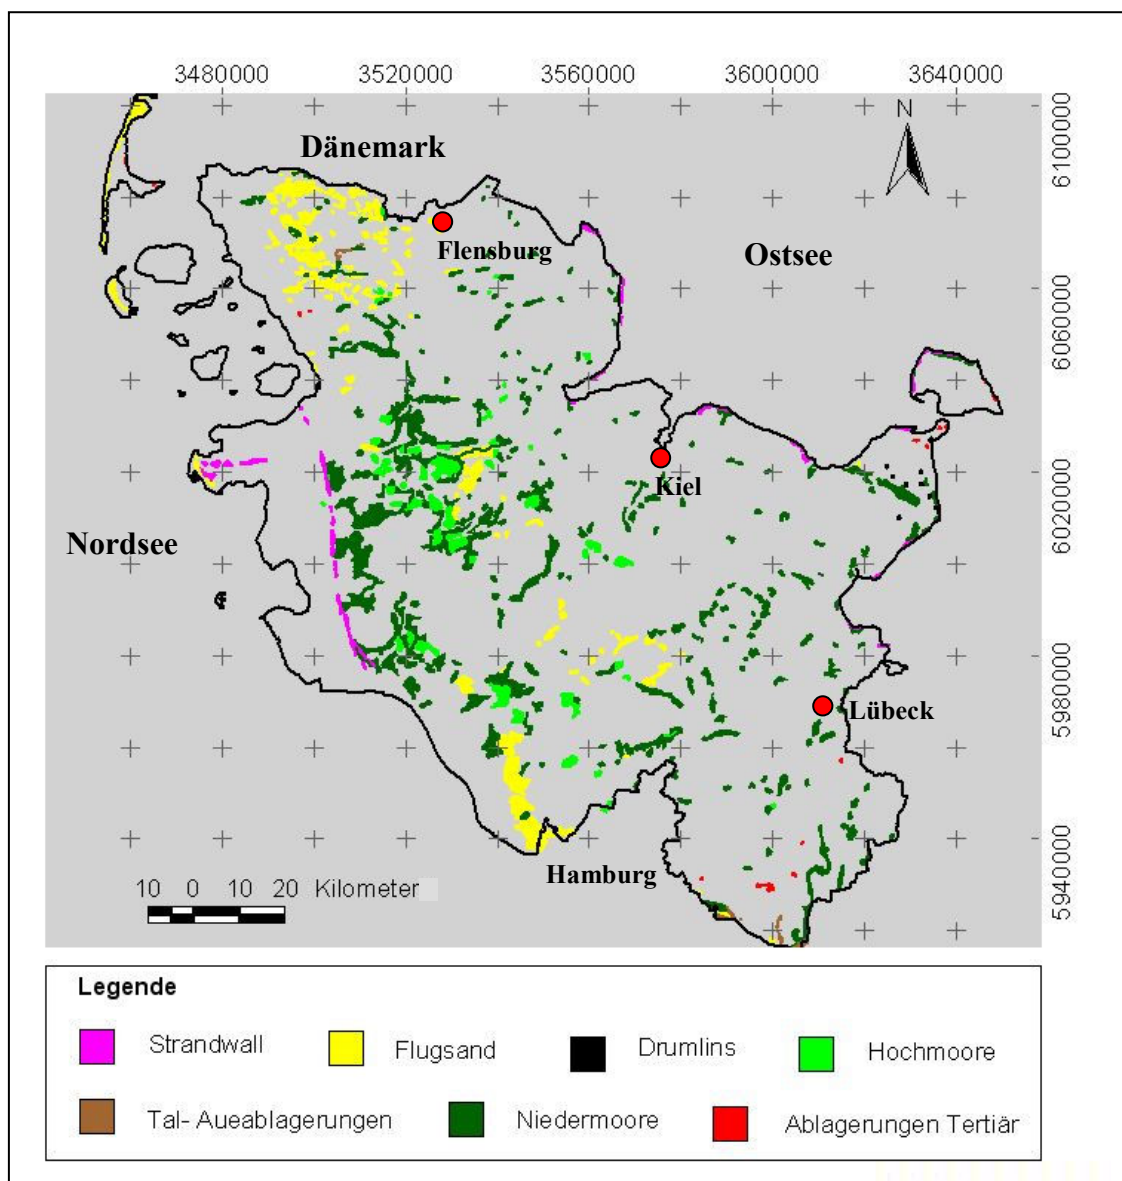 3480000 3520000 3560000 3600000 3640000
N
Dänemark
6100000
Flensburg
Ostsee
6060000
Kiel
6020000
Nordsee
5980000
Lübeck
Hamburg
5940000
10 0 10 20 Kilometer
Legende
Strandwall Flugsand Drumlins Hochmoore
Tal- Aueablagerungen Niedermoore Ablagerungen Tertiär